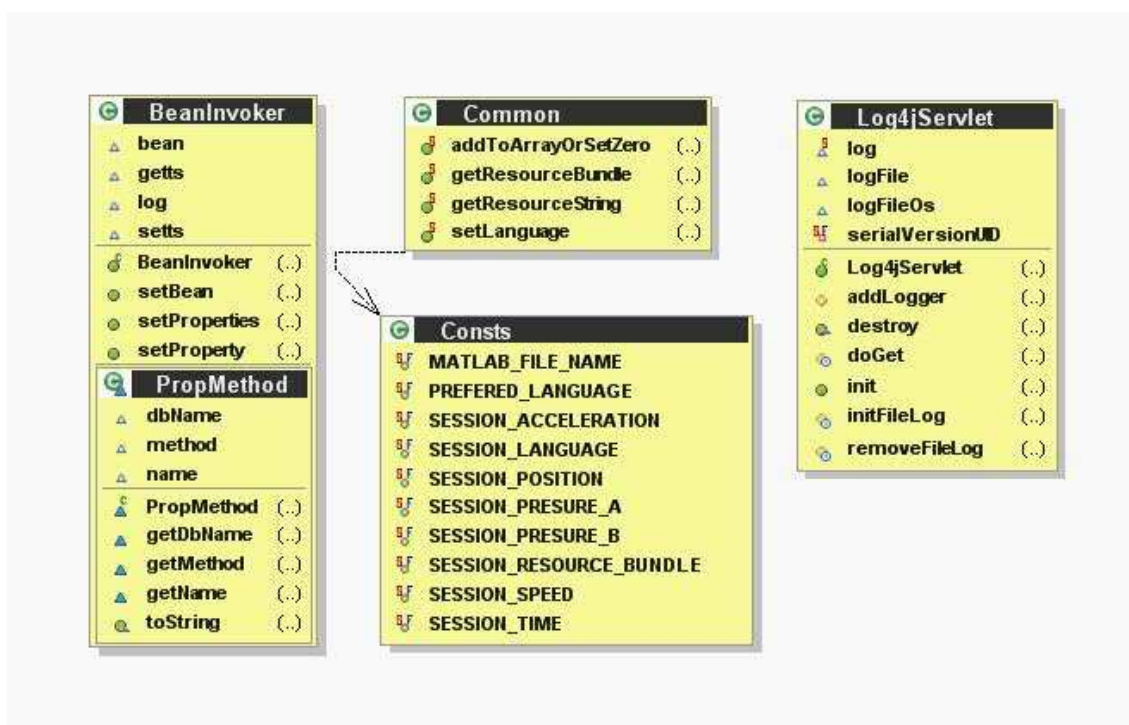 BeanInvoker
bean
getts
log
setts
BeanInvoker (..)
setBean (..)
setProperties (..)
setProperty (..)
PropMethod
dbName
method
name
PropMethod (..)
getDbName (..)
getMethod (..)
getName (..)
toString (..)
Common
addToArrayOrSetZero (..)
getResourceBundle (..)
getResourceString (..)
setLanguage (..)
Consts
MATLAB_FILE_NAME
PREFERED_LANGUAGE
SESSION_ACCELERATION
SESSION_LANGUAGE
SESSION_POSITION
SESSION_PRESURE_A
SESSION_PRESURE_B
SESSION_RESOURCE_BUNDLE
SESSION_SPEED
SESSION_TIME
Log4jServlet
log
logFile
logFileOs
serialVersionUID
Log4jServlet (..)
addLogger (..)
destroy (..)
doGet (..)
init (..)
initFileLog (..)
removeFileLog (..)